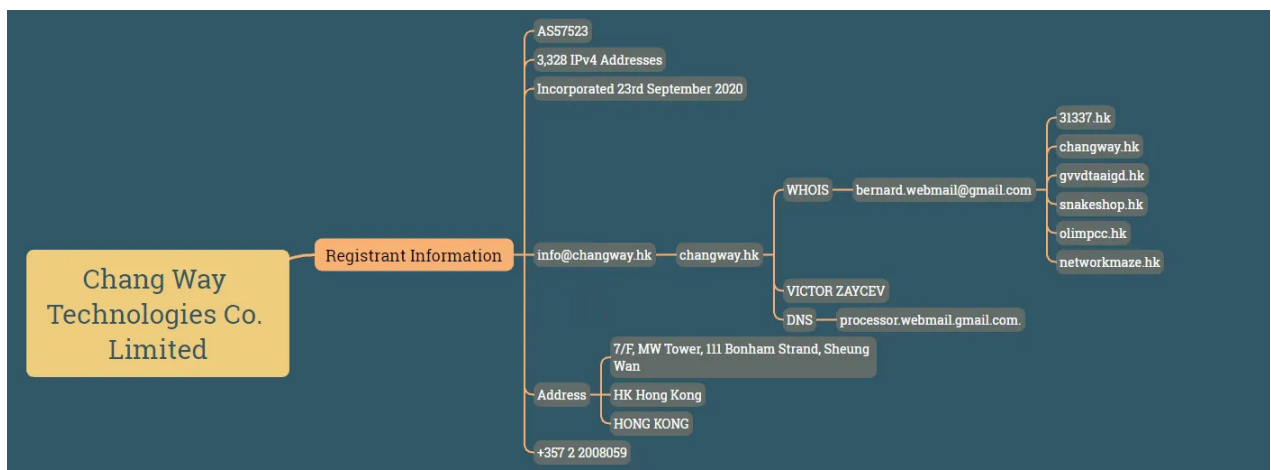 Chang Way
Technologies Co.
Limited
Registrant Information
AS57523
3,328 IPv4 Addresses
Incorporated 23rd September 2020
info@changway.hk
changway.hk
WHOIS
bernard.webmail@gmail.com
31337.hk
changway.hk
gvvdtaaigd.hk
snakeshop.hk
olimpcc.hk
networkmaze.hk
VICTOR ZAYCEV
DNS
processor.webmail.gmail.com.
Address
7/F, MW Tower, 111 Bonham Strand, Sheung
Wan
HK Hong Kong
HONG KONG
+357 2 2008059